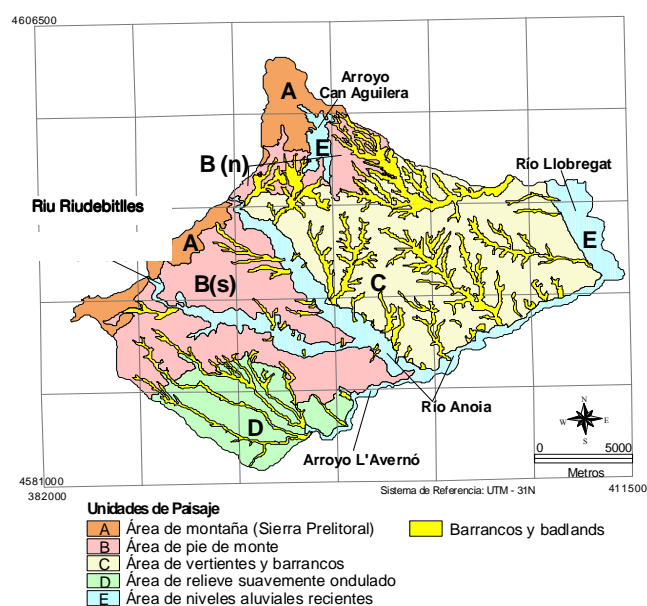 4606500
Arroyo
Can Aguilera
A
E
B (n)
Río Llobregat
Riu Riudebitlles
A
E
B(s)
C
Río Anoia
D
Arroyo L'Avernó
N
W E
S
0 5000
Metros
4581000
382000
Sistema de Referencia: UTM - 31N
411500
Unidades de Paisaje
A Área de montaña (Sierra Prelitoral)
Barrancos y badlands
B Área de pie de monte
C Área de vertientes y barrancos
D Área de relieve suavemente ondulado
E Área de niveles aluviales recientes